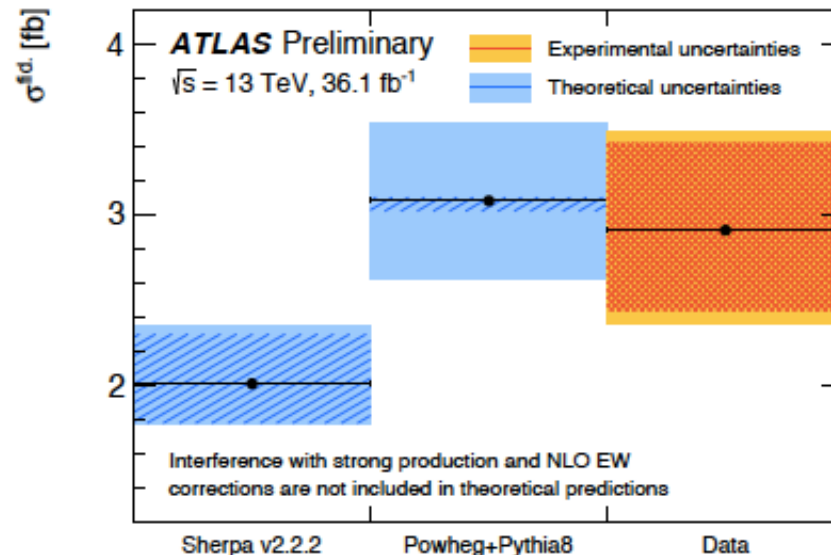 σfid. [fb]
4
3
2
ATLAS Preliminary
√s = 13 TeV, 36.1 fb-1
Experimental uncertainties
Theoretical uncertainties
Interference with strong production and NLO EW
corrections are not included in theoretical predictions
Sherpa v2.2.2 Powheg+Pythia8 Data